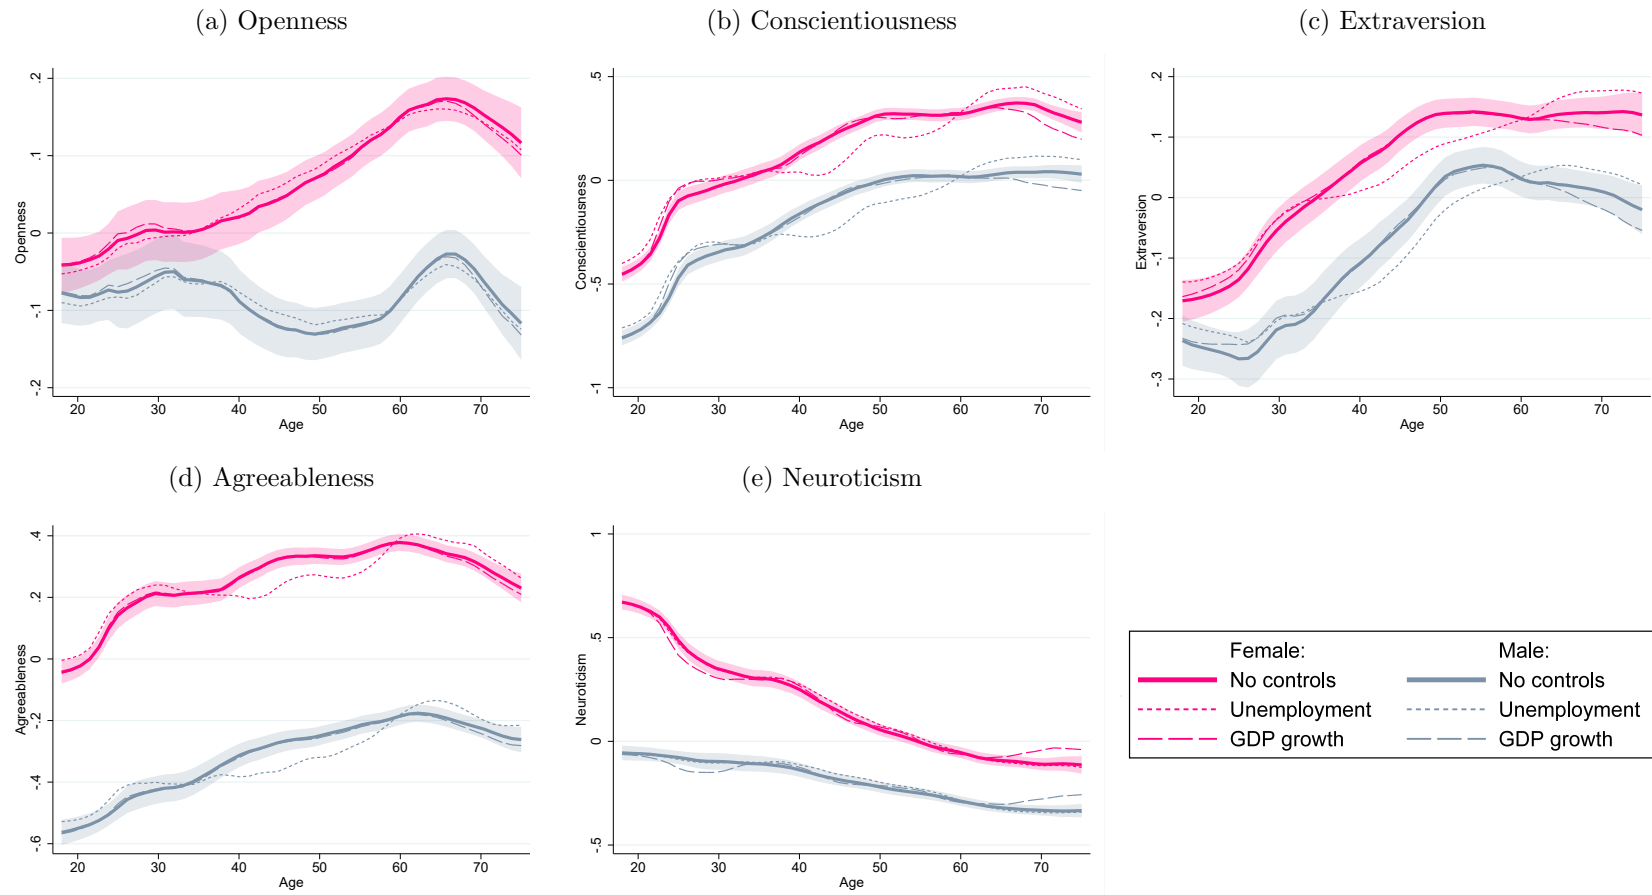 (a) Openness
(b) Conscientiousness
(c) Extraversion
Openness
.2
.1
0
-.1
-.2
20 30 40 50 60 70
Age
Conscientiousness
.5
0
-.5
-1
20 30 40 50 60 70
Age
Extraversion
.2
.1
0
-.1
-.2
-.3
20 30 40 50 60 70
Age
(d) Agreeableness
(e) Neuroticism
Agreeableness
.4
.2
0
-.2
-.4
-.6
20 30 40 50 60 70
Age
Neuroticism
1
.5
0
-.5
20 30 40 50 60 70
Age
Female: Male:
No controls No controls
Unemployment Unemployment
GDP growth GDP growth